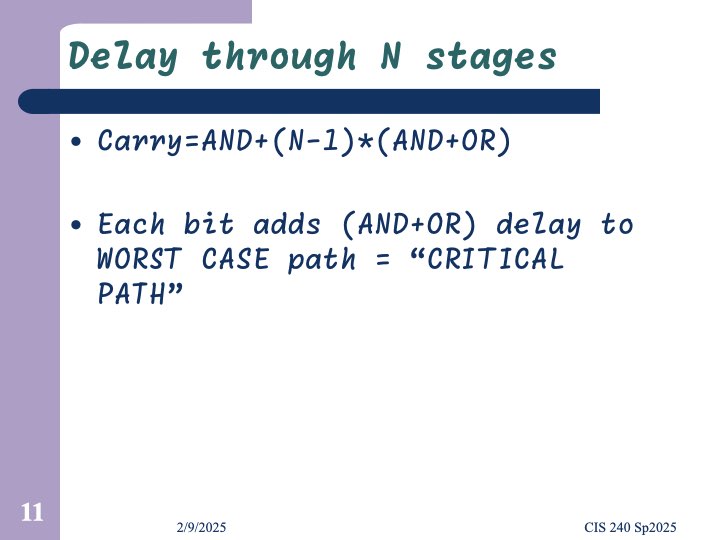 Delay through N stages
• Carry=AND+(N-1)*(AND+OR)
• Each bit adds (AND+OR) delay to
WORST CASE path = “CRITICAL
PATH”
11
2/9/2025
CIS 240 Sp2025